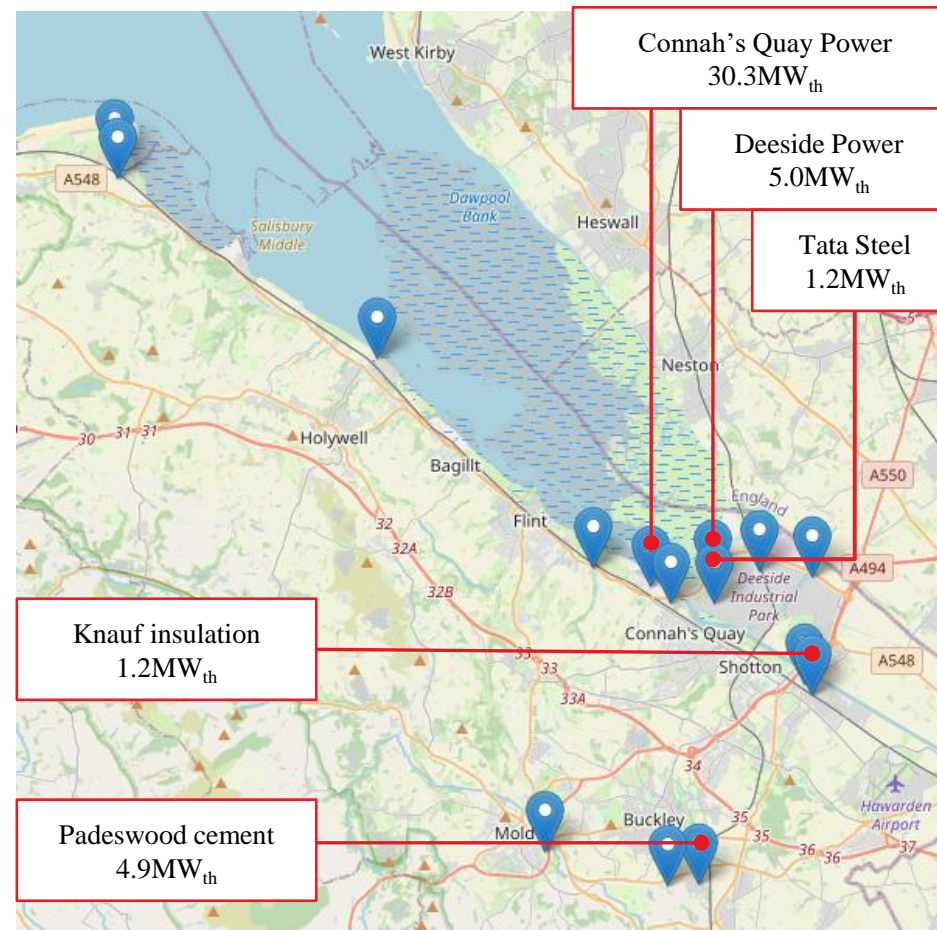 West Kirby
Connah's Quay Power
30.3MWth
Deeside Power
5.0MWth
Tata Steel
1.2MWth
A548
Dawpool
Bank
Salisbury
Middle
Heswall
Neston
30
31
31
Holywell
Bagillt
A550
England
32
Flint
32A
A494
Deeside
Industrial
Park
32B
Knauf insulation
1.2MWth
Connah's Quay
Shotton
A548
33
33A
34
Hawarden
Airport
Padeswood cement
4.9MWth
Mold
Buckley
35
35
36
36
37